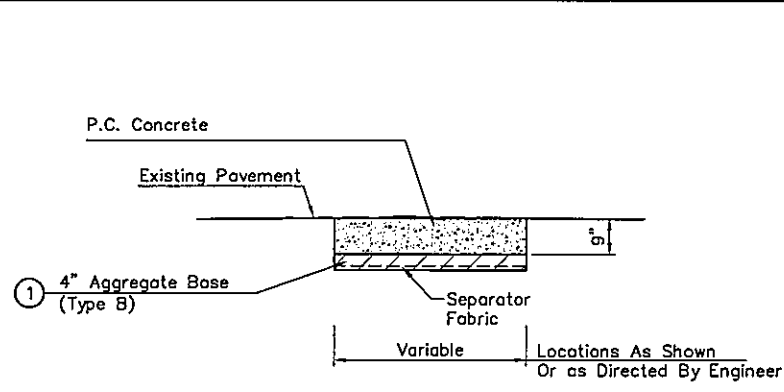 P.C. Concrete
Existing Pavement
9"
1
4" Aggregate Base
(Type B)
Separator
Fabric
Variable
Locations As Shown
Or as Directed By Engineer